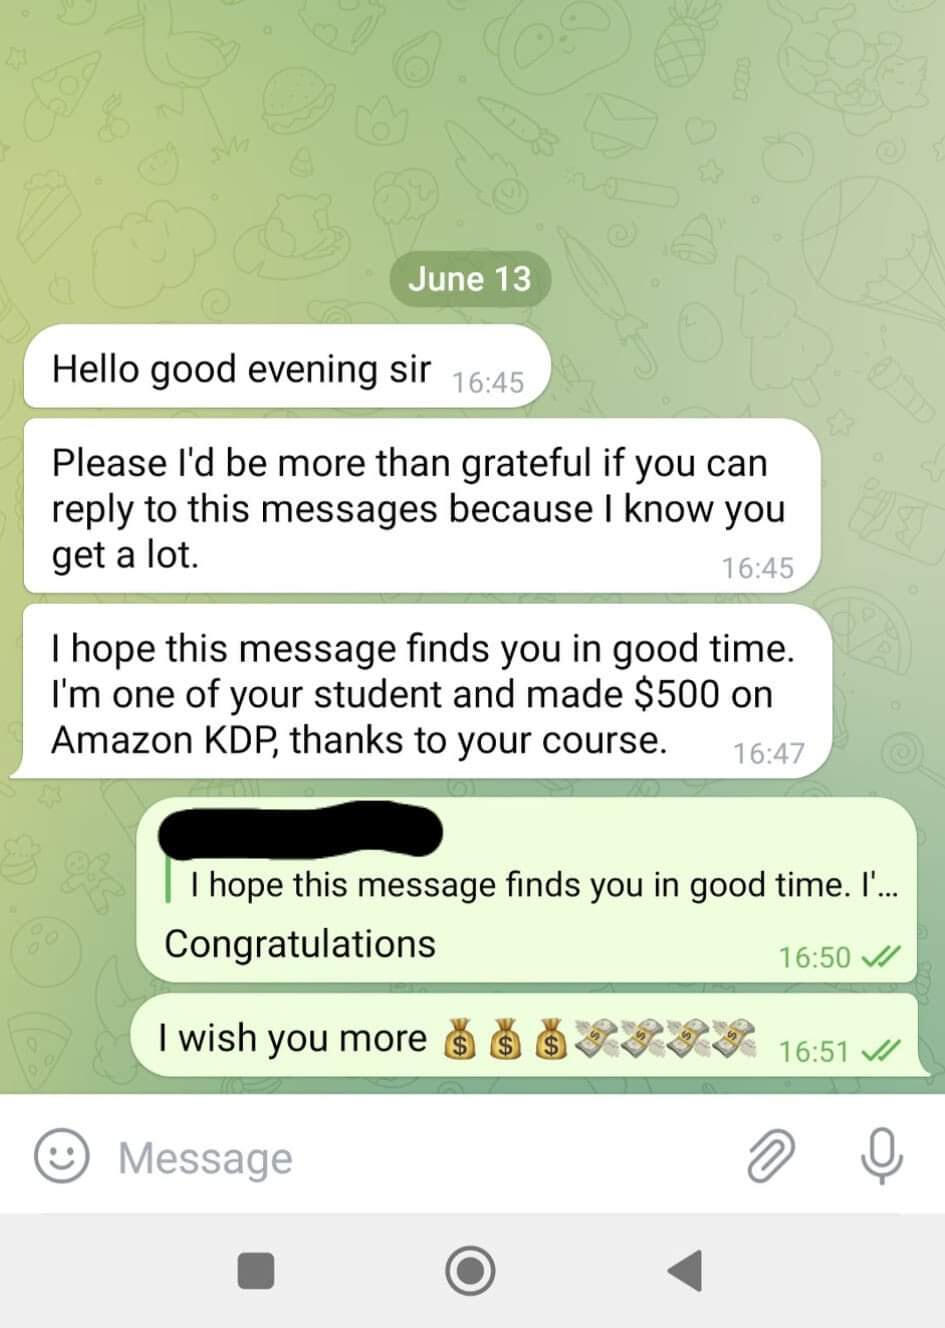 June 13
Hello good evening sir 16:45
Please I'd be more than grateful if you can
reply to this messages because I know you
get a lot. 16:45
I hope this message finds you in good time.
I'm one of your student and made $500 on
Amazon KDP, thanks to your course. 16:47
I hope this message finds you in good time. I'...
Congratulations 16:50
I wish you more 💰💰💰💸💸💸💸 16:51
Message